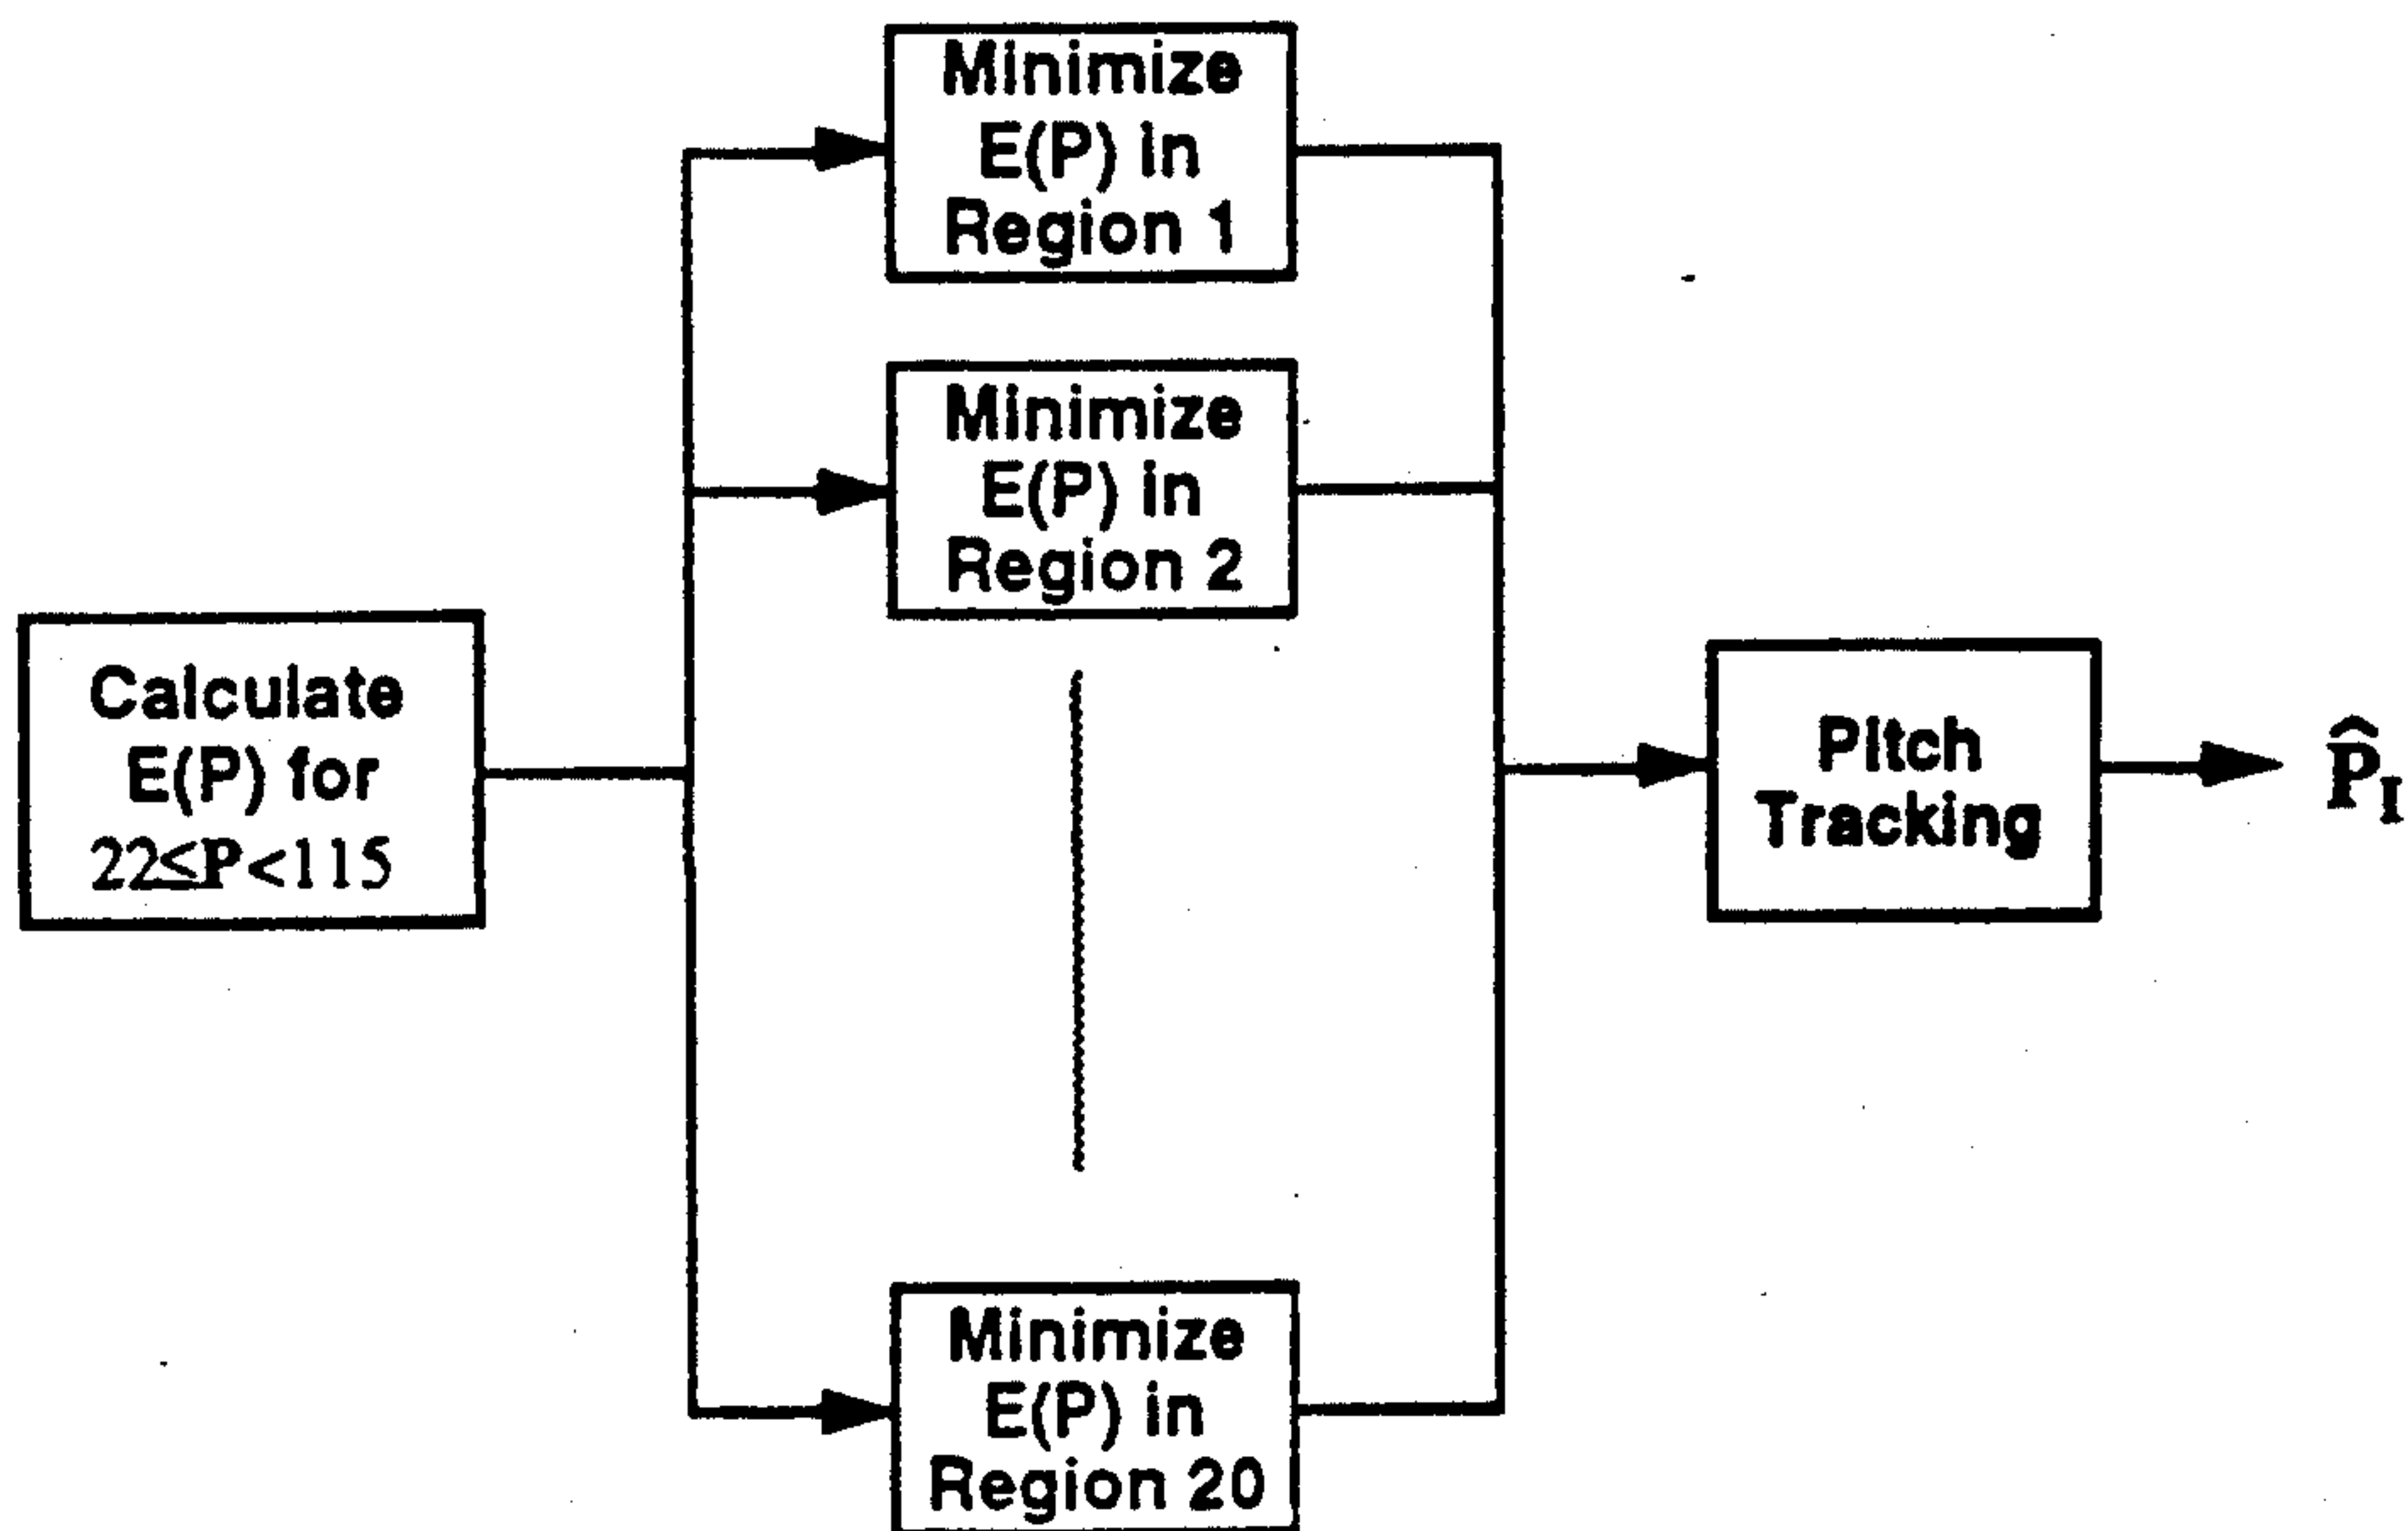 Minimize
E(P) in
Region 1
Minimize
E(P) in
Region 2
Calculate
E(P) for
22≤P<115
Pitch
Tracking
P̂I
Minimize
E(P) in
Region 20